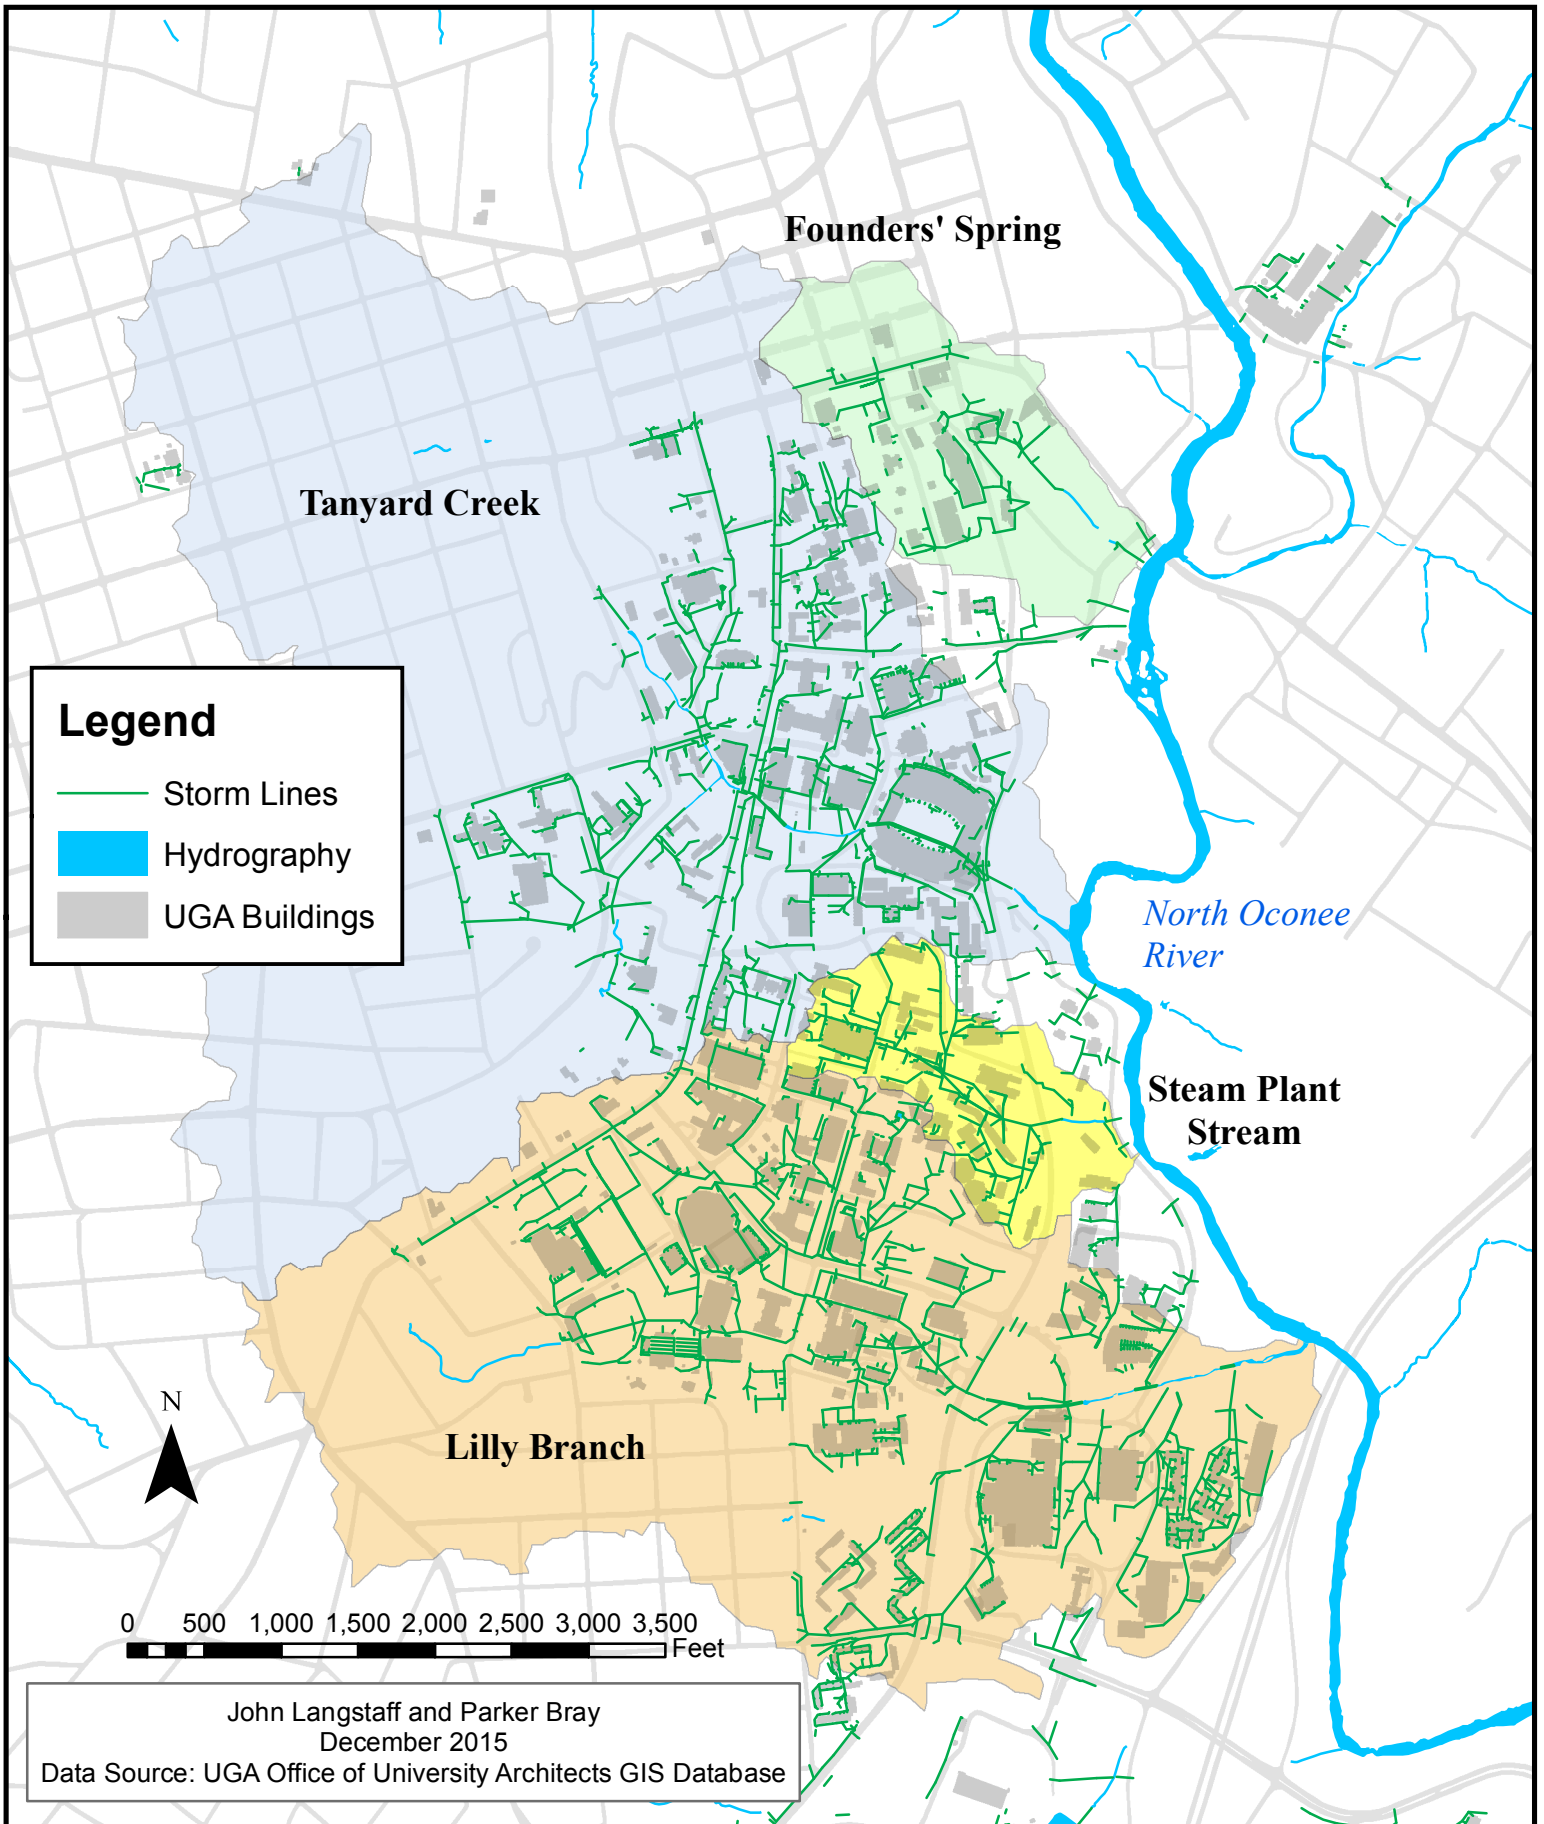 Founders' Spring
Tanyard Creek
Legend
Storm Lines
Hydrography
UGA Buildings
North Oconee
River
Steam Plant
Stream
N
Lilly Branch
0 500 1,000 1,500 2,000 2,500 3,000 3,500
Feet
John Langstaff and Parker Bray
December 2015
Data Source: UGA Office of University Architects GIS Database